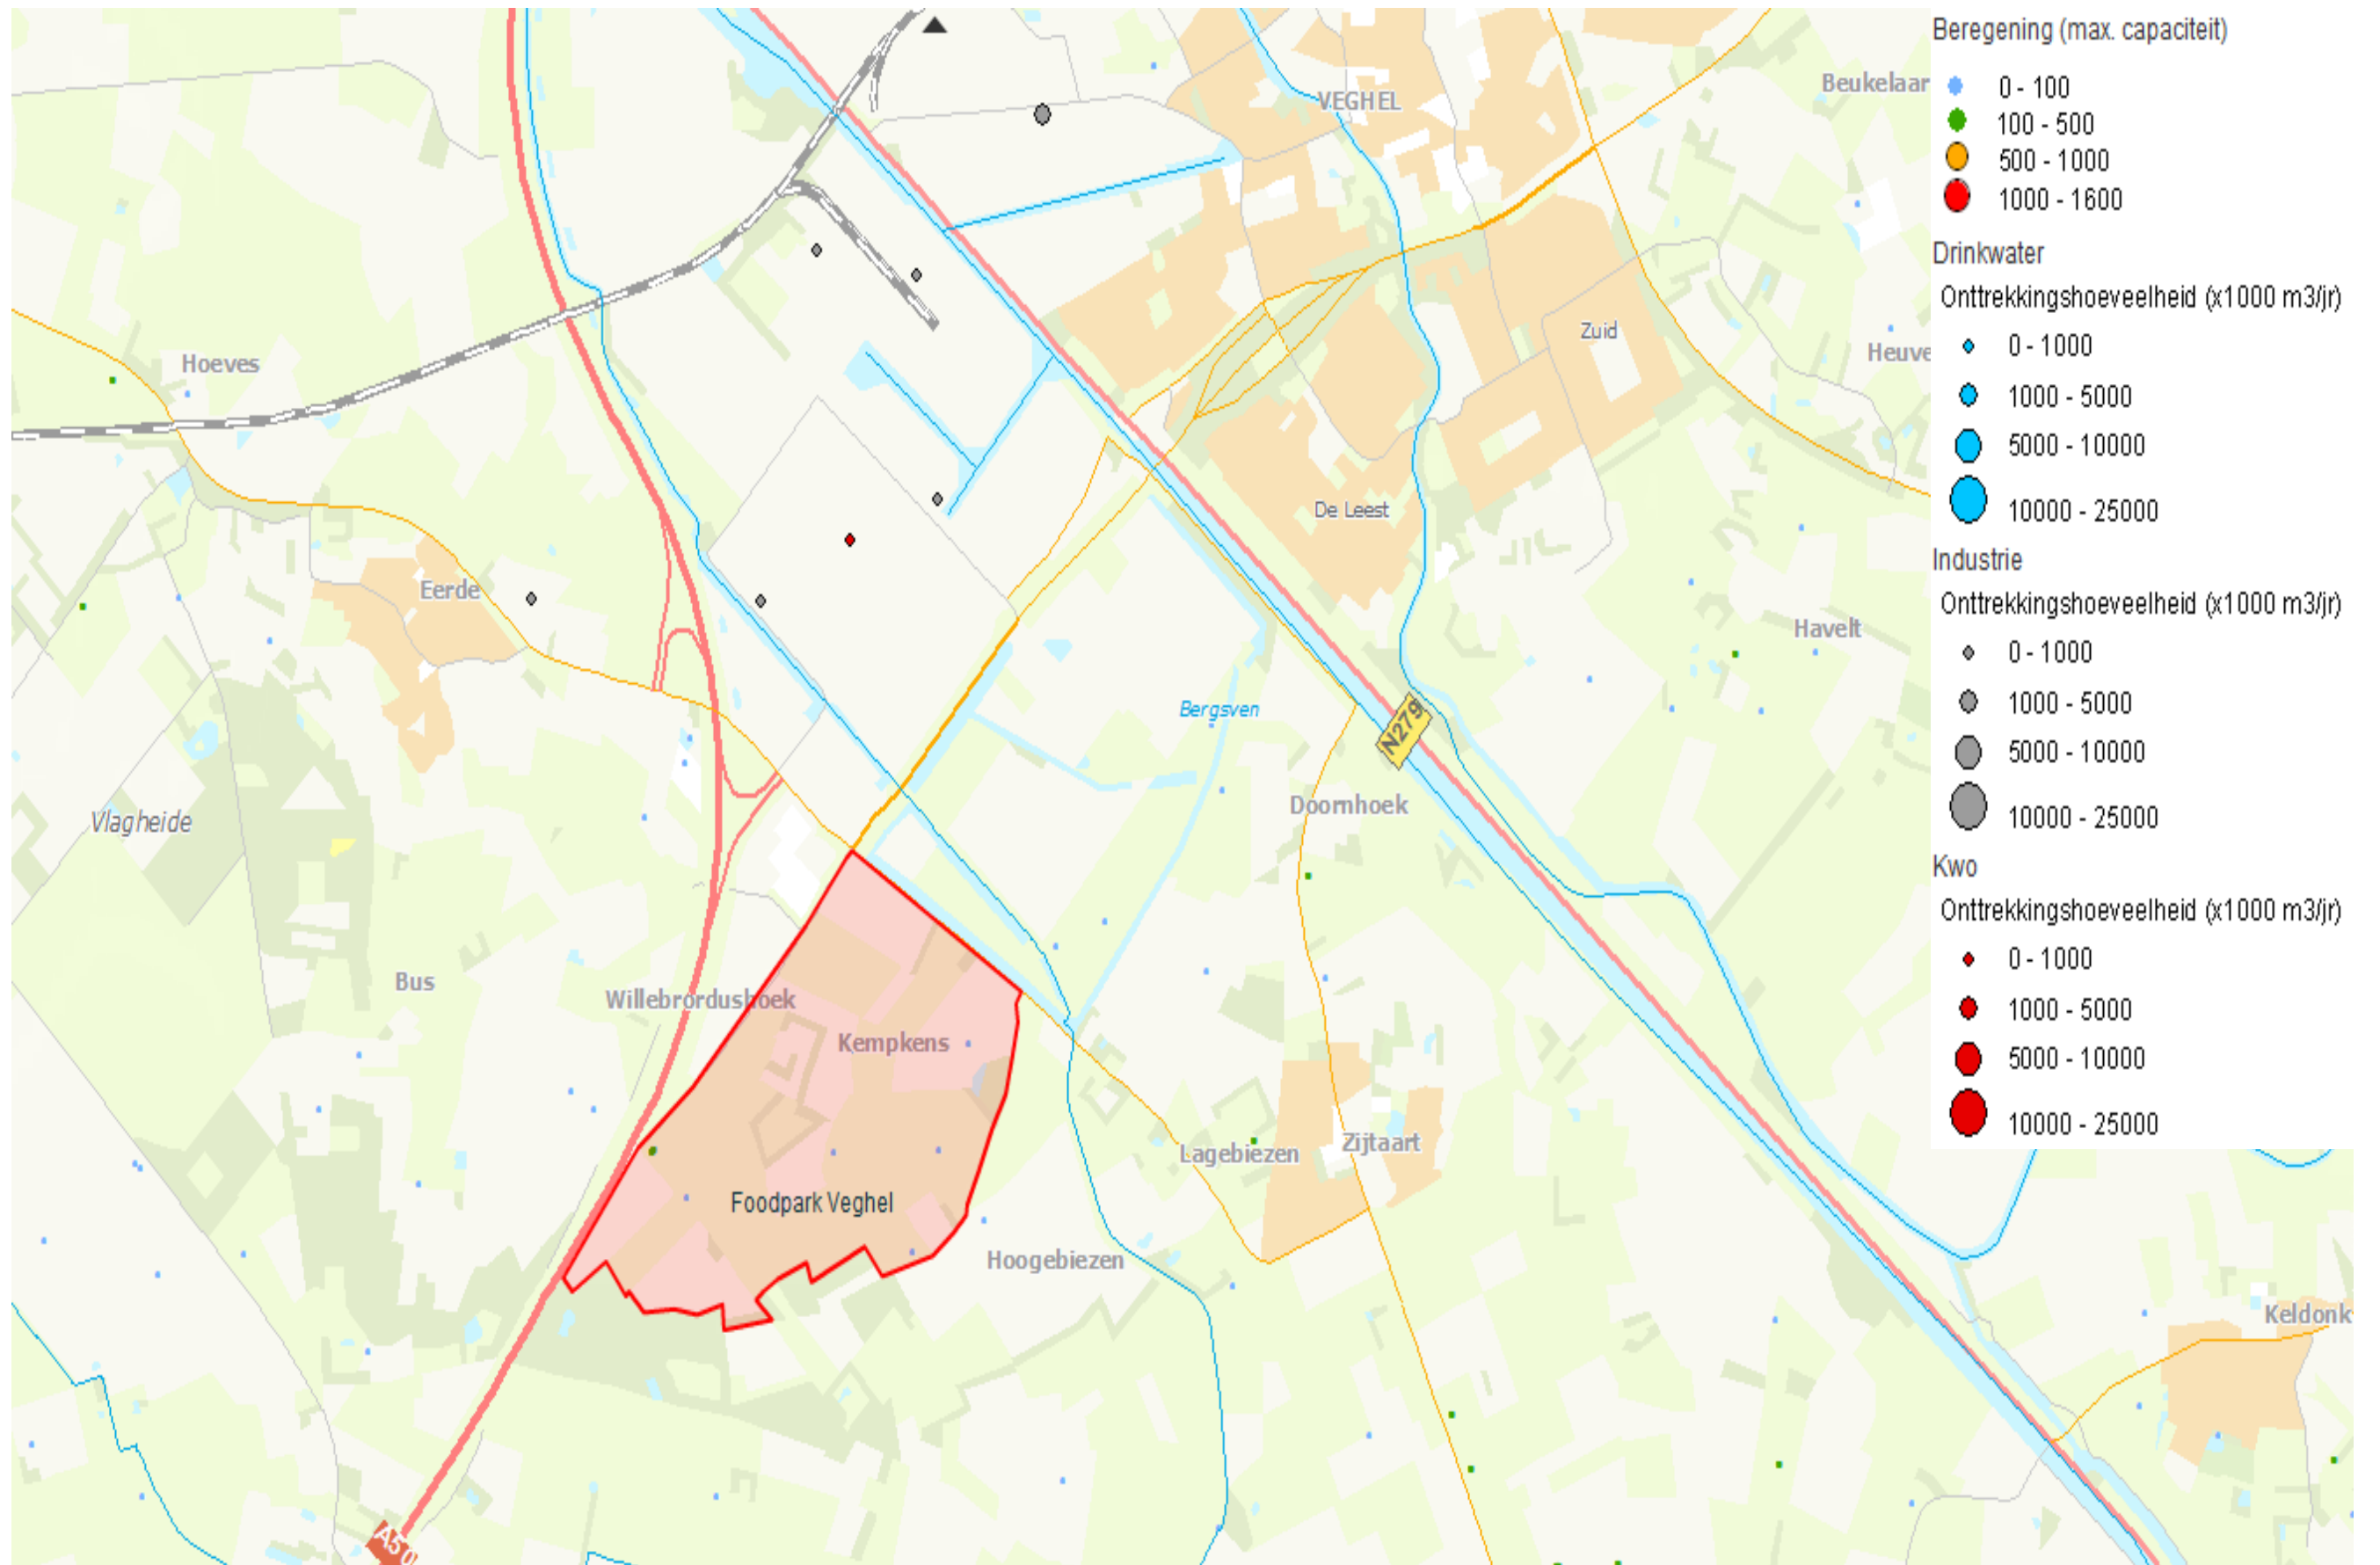 Beregening (max. capaciteit)
0 - 100
100 - 500
500 - 1000
1000 - 1600
Drinkwater
Onttrekkingshoeveelheid (x1000 m3/jr)
0 - 1000
1000 - 5000
5000 - 10000
10000 - 25000
Industrie
Onttrekkingshoeveelheid (x1000 m3/jr)
0 - 1000
1000 - 5000
5000 - 10000
10000 - 25000
Kwo
Onttrekkingshoeveelheid (x1000 m3/jr)
0 - 1000
1000 - 5000
5000 - 10000
10000 - 25000
Beukelaar
VEGHEL
Zuid
Heuve
Hoeves
De Leest
Eerde
Havelt
Bergsven
N279
Doornhoek
Vlagheide
Bus
Willebrordushoek
Kempkens
Lagebiezen
Zijtaart
Foodpark Veghel
Hoogebiezen
Keldonk
A50